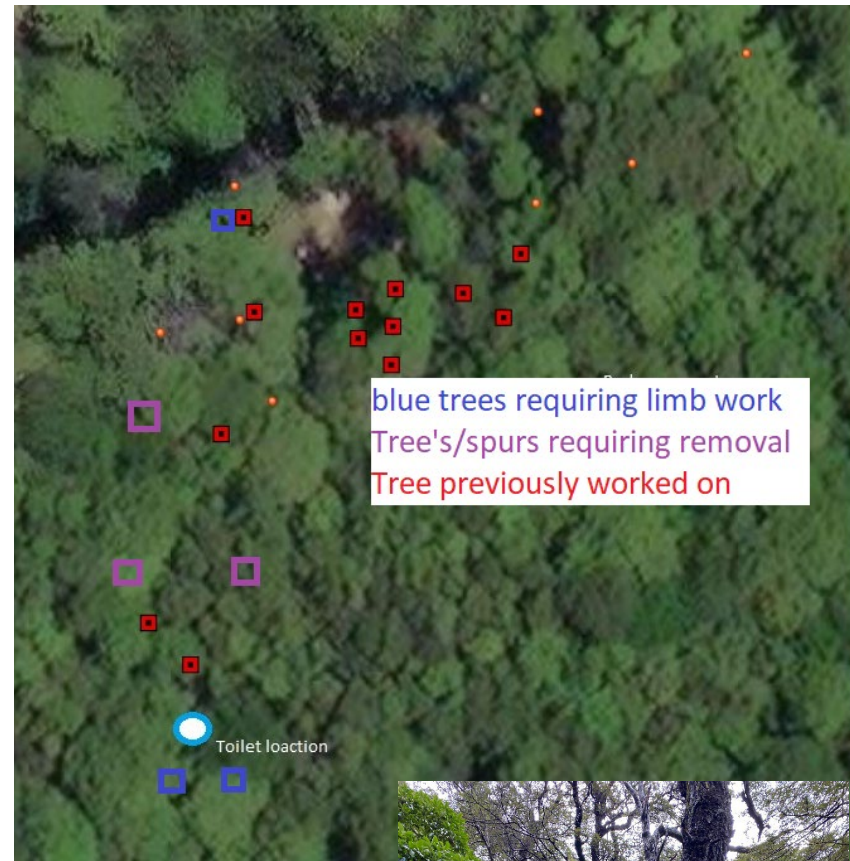 blue trees requiring limb work
Tree's/spurs requiring removal
Tree previously worked on
Toilet loaction